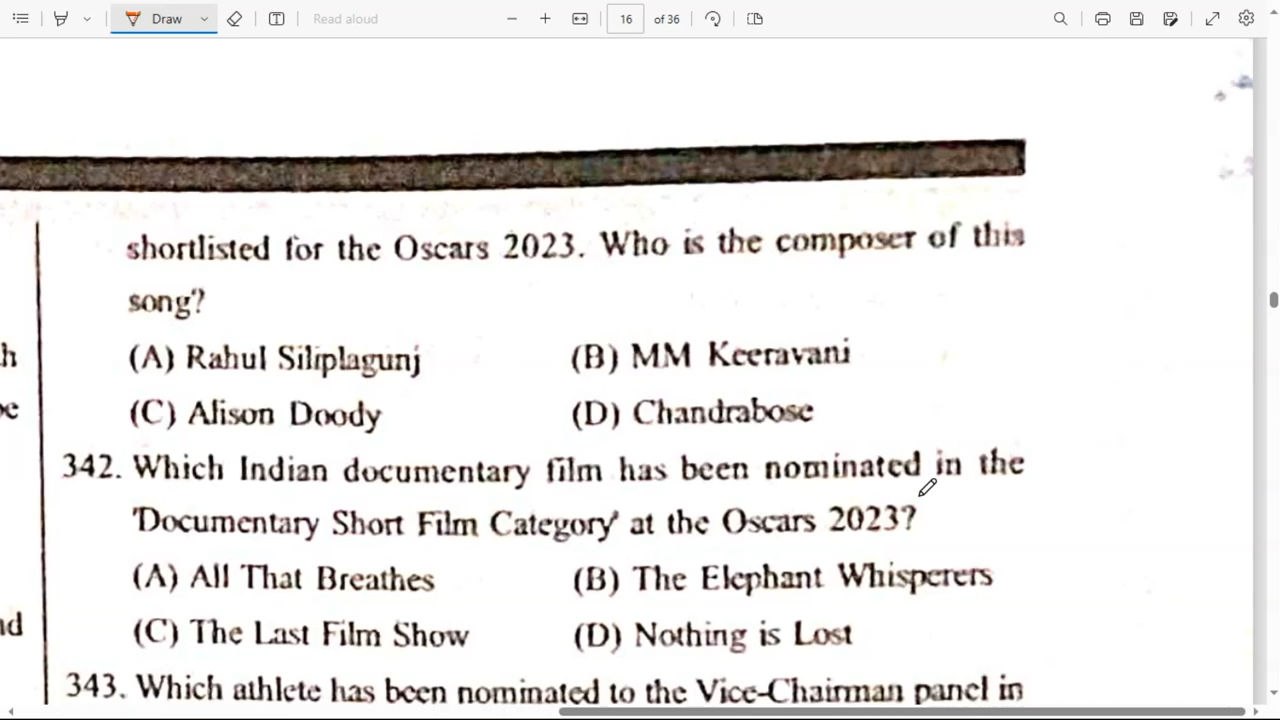 Draw
Read aloud
16 of 36
shortlisted for the Oscars 2023. Who is the composer of this
song?
(A) Rahul Siliplagunj (B) MM Keeravani
(C) Alison Doody (D) Chandrabose
342. Which Indian documentary film has been nominated in the
'Documentary Short Film Category' at the Oscars 2023?
(A) All That Breathes (B) The Elephant Whisperers
(C) The Last Film Show (D) Nothing is Lost
343. Which athlete has been nominated to the Vice-Chairman panel in